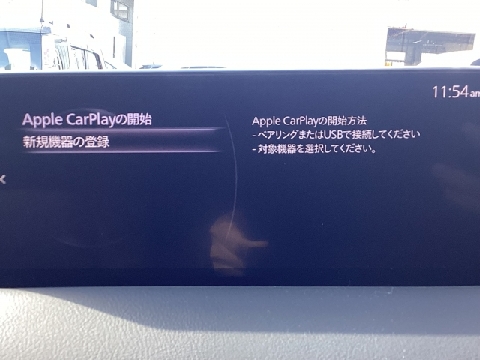 11:54am
Apple CarPlayの開始
新規機器の登録
Apple CarPlayの開始方法
- ペアリングまたはUSBで接続してください
- 対象機器を選択してください。